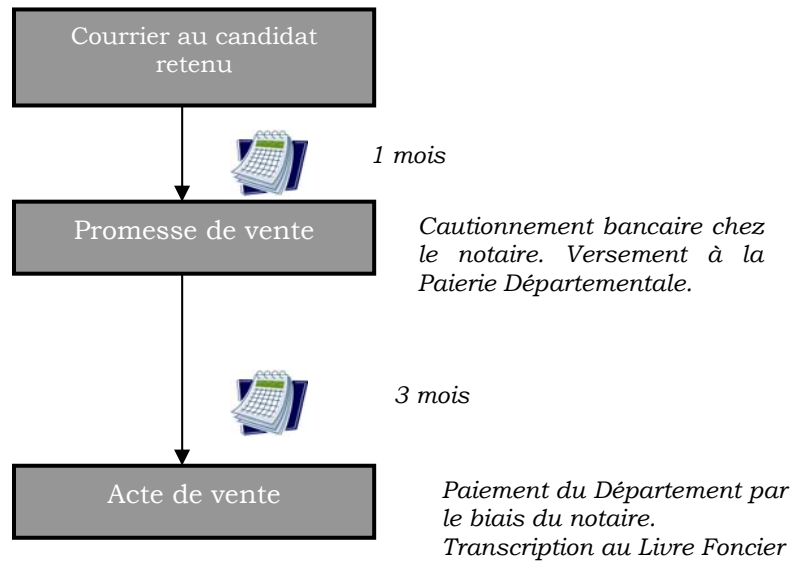 Courrier au candidat
retenu
1 mois
Promesse de vente
Cautionnement bancaire chez
le notaire. Versement à la
Paierie Départementale.
3 mois
Acte de vente
Paiement du Département par
le biais du notaire.
Transcription au Livre Foncier